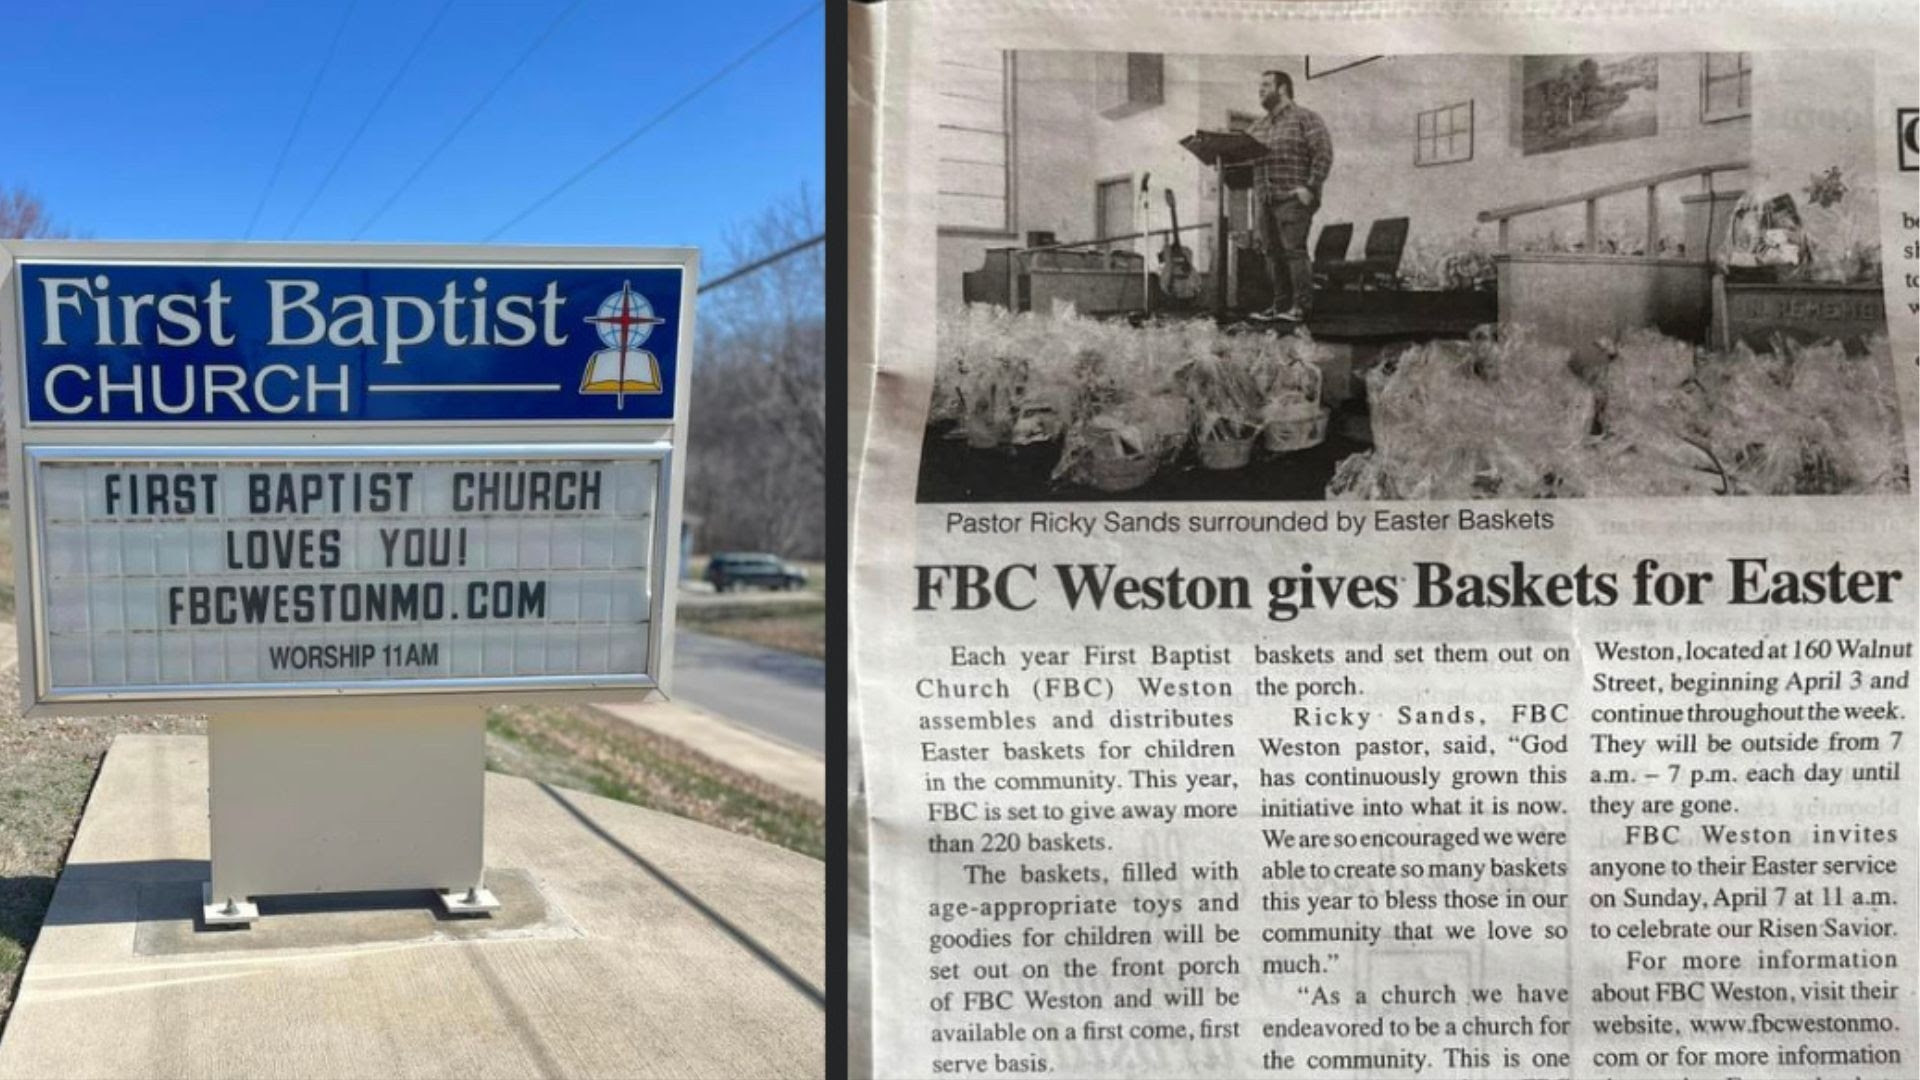 First Baptist
CHURCH
FIRST BAPTIST CHURCH
LOVES YOU!
FBCWESTONMO.COM
WORSHIP 11AM
Pastor Ricky Sands surrounded by Easter Baskets
FBC Weston gives Baskets for Easter
Each year First Baptist
Church (FBC) Weston
assembles and distributes
Easter baskets for children
in the community. This year,
FBC is set to give away more
than 220 baskets.
The baskets, filled with
age-appropriate toys and
goodies for children will be
set out on the front porch
of FBC Weston and will be
available on a first come, first
serve basis.
baskets and set them out on
the porch.
Ricky Sands, FBC
Weston pastor, said, “God
has continuously grown this
initiative into what it is now.
We are so encouraged we were
able to create so many baskets
this year to bless those in our
community that we love so
much.”
“As a church we have
endeavored to be a church for
the community. This is one
Weston, located at 160 Walnut
Street, beginning April 3 and
continue throughout the week.
They will be outside from 7
a.m. – 7 p.m. each day until
they are gone.
FBC Weston invites
anyone to their Easter service
on Sunday, April 7 at 11 a.m.
to celebrate our Risen Savior.
For more information
about FBC Weston, visit their
website, www.fbcwestonmo.
com or for more information